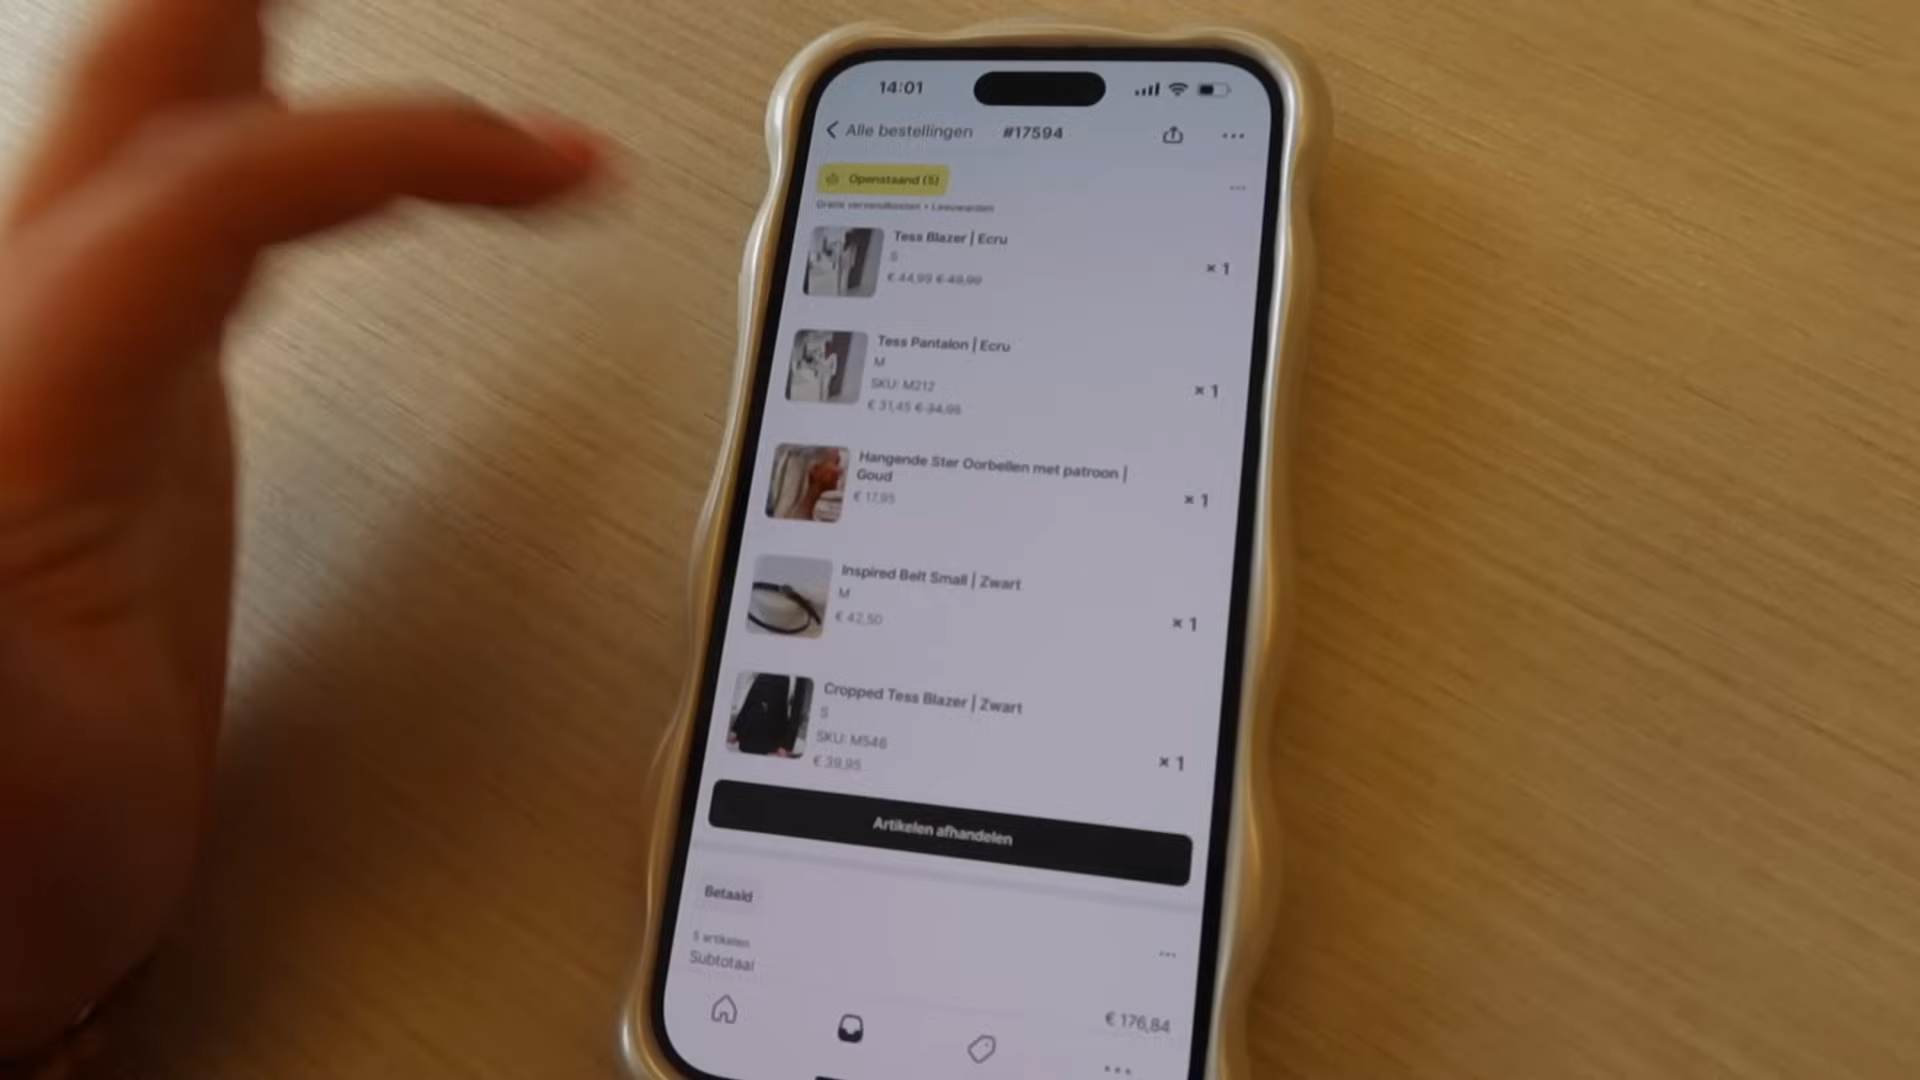 14:01
Alle bestellingen #17594
Openstaand (5)
Gratis verzendkosten • Leeuwarden
Tess Blazer | Ecru
S
€ 44,99 € 49,99
× 1
Tess Pantalon | Ecru
M
SKU: M212
€ 31,45 € 34,95
× 1
Hangende Ster Oorbellen met patroon |
Goud
€ 17,95
× 1
Inspired Belt Small | Zwart
M
€ 42,50
× 1
Cropped Tess Blazer | Zwart
S
SKU: M546
€ 39,95
× 1
Artikelen afhandelen
Betaald
5 artikelen
Subtotaal
€ 176,84